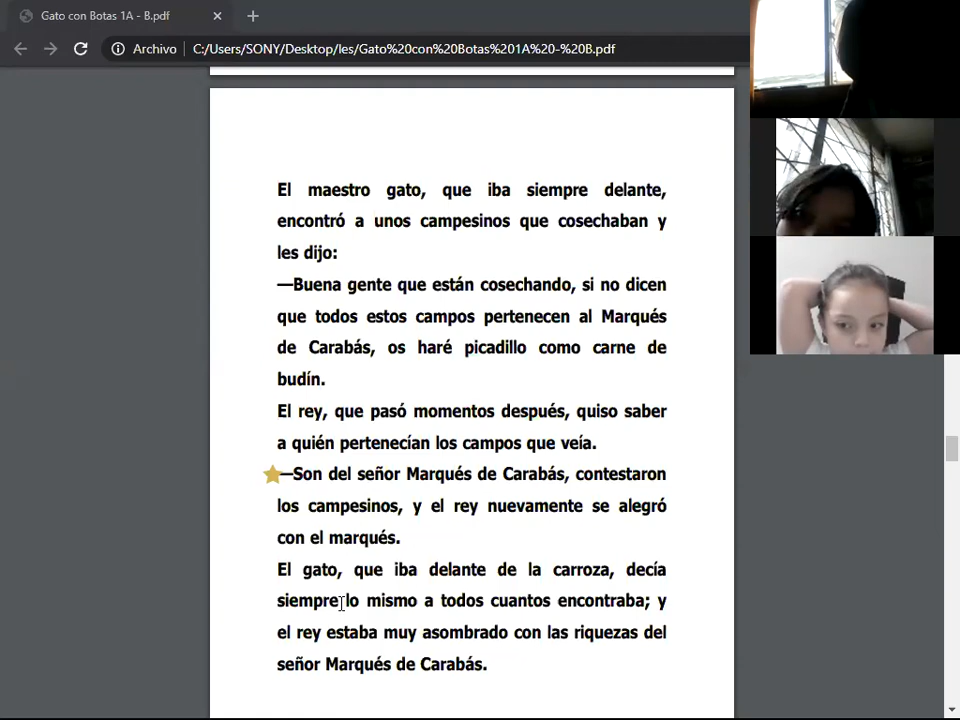 Gato con Botas 1A - B.pdf
Archivo C:/Users/SONY/Desktop/les/Gato%20con%20Botas%201A%20-%20B.pdf
El maestro gato, que iba siempre delante,
encontró a unos campesinos que cosechaban y
les dijo:
—Buena gente que están cosechando, si no dicen
que todos estos campos pertenecen al Marqués
de Carabás, os haré picadillo como carne de
budín.
El rey, que pasó momentos después, quiso saber
a quién pertenecían los campos que veía.
—Son del señor Marqués de Carabás, contestaron
los campesinos, y el rey nuevamente se alegró
con el marqués.
El gato, que iba delante de la carroza, decía
siempre lo mismo a todos cuantos encontraba; y
el rey estaba muy asombrado con las riquezas del
señor Marqués de Carabás.